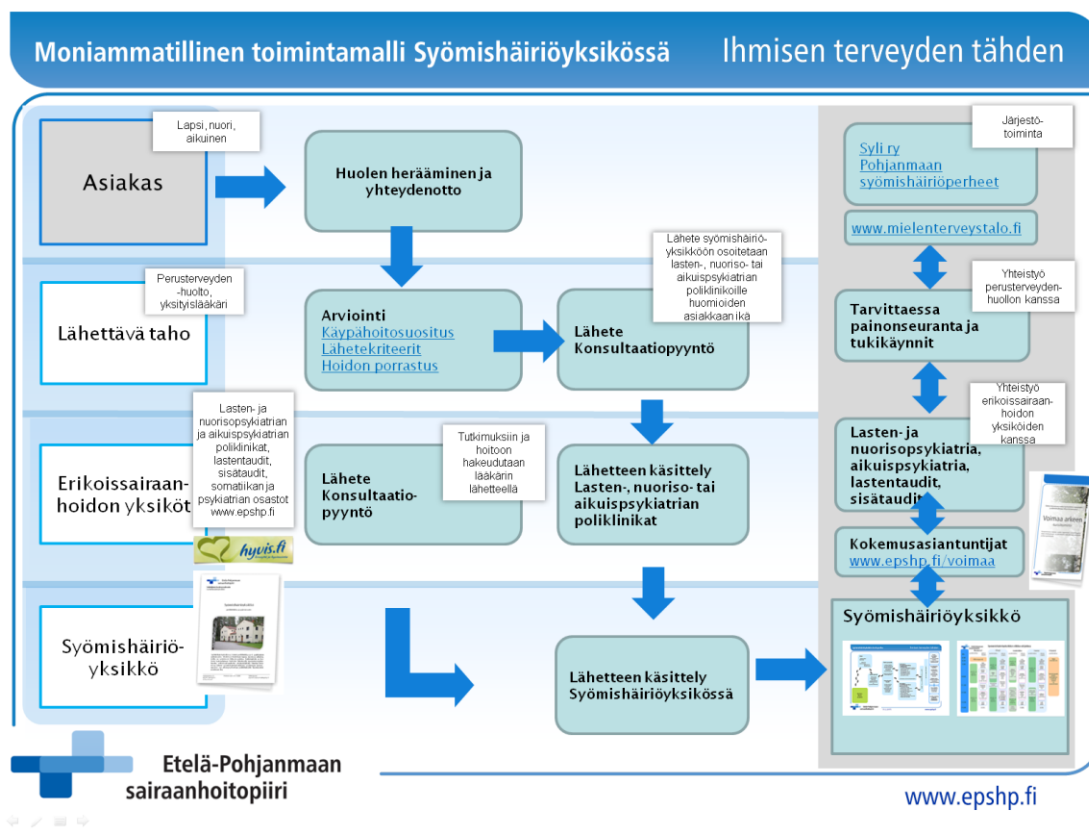 Moniammatillinen toimintamalli Syömishäiriöyksikössä
Ihmisen terveyden tähden
Asiakas
Lapsi, nuori,
aikuinen
Huolen herääminen ja
yhteydenotto
Järjestö-
toiminta
Syli ry
Pohjanmaan
syömishäiriöperheet
www.mielenterveystalo.fi
Lähettävä taho
Perusterveyden
-huolto,
yksityislääkäri
Arviointi
Käypähoitosuositus
Lähetekriteerit
Hoidon porrastus
Lähete syömishäiriö-
yksikköön osoitetaan
lasten-, nuoriso- tai
aikuispsykiatrian
poliklinikoille
huomioiden
asiakkaan ikä
Lähete
Konsultaatiopyyntö
Yhteistyö
perusterveyden-
huollon kanssa
Tarvittaessa
painonseuranta ja
tukikäynnit
Erikoissairaan-
hoidon yksiköt
Lasten- ja
nuorisopsykiatrian
ja aikuispsykiatrian
poliklinikat,
lastentaudit,
sisätaudit,
somatiikan ja
psykiatrian osastot
www.epshp.fi
hyvis.fi
Lähete
Konsultaatio-
pyyntö
Tutkimuksiin ja
hoitoon
hakeudutaan
lääkärin
lähetteellä
Lähetteen käsittely
Lasten-, nuoriso- tai
aikuispsykiatrian
poliklinikat
Yhteistyö
erikoissairaan-
hoidon
yksiköiden
kanssa
Lasten- ja
nuorisopsykiatria,
aikuispsykiatria,
lastentaudit,
sisätaudit
Kokemusasiantuntijat
www.epshp.fi/voimaa
Voimaa arkeen
Syömishäiriö-
yksikkö
Lähetteen käsittely
Syömishäiriöyksikössä
Syömishäiriöyksikkö
Etelä-Pohjanmaan
sairaanhoitopiiri
www.epshp.fi